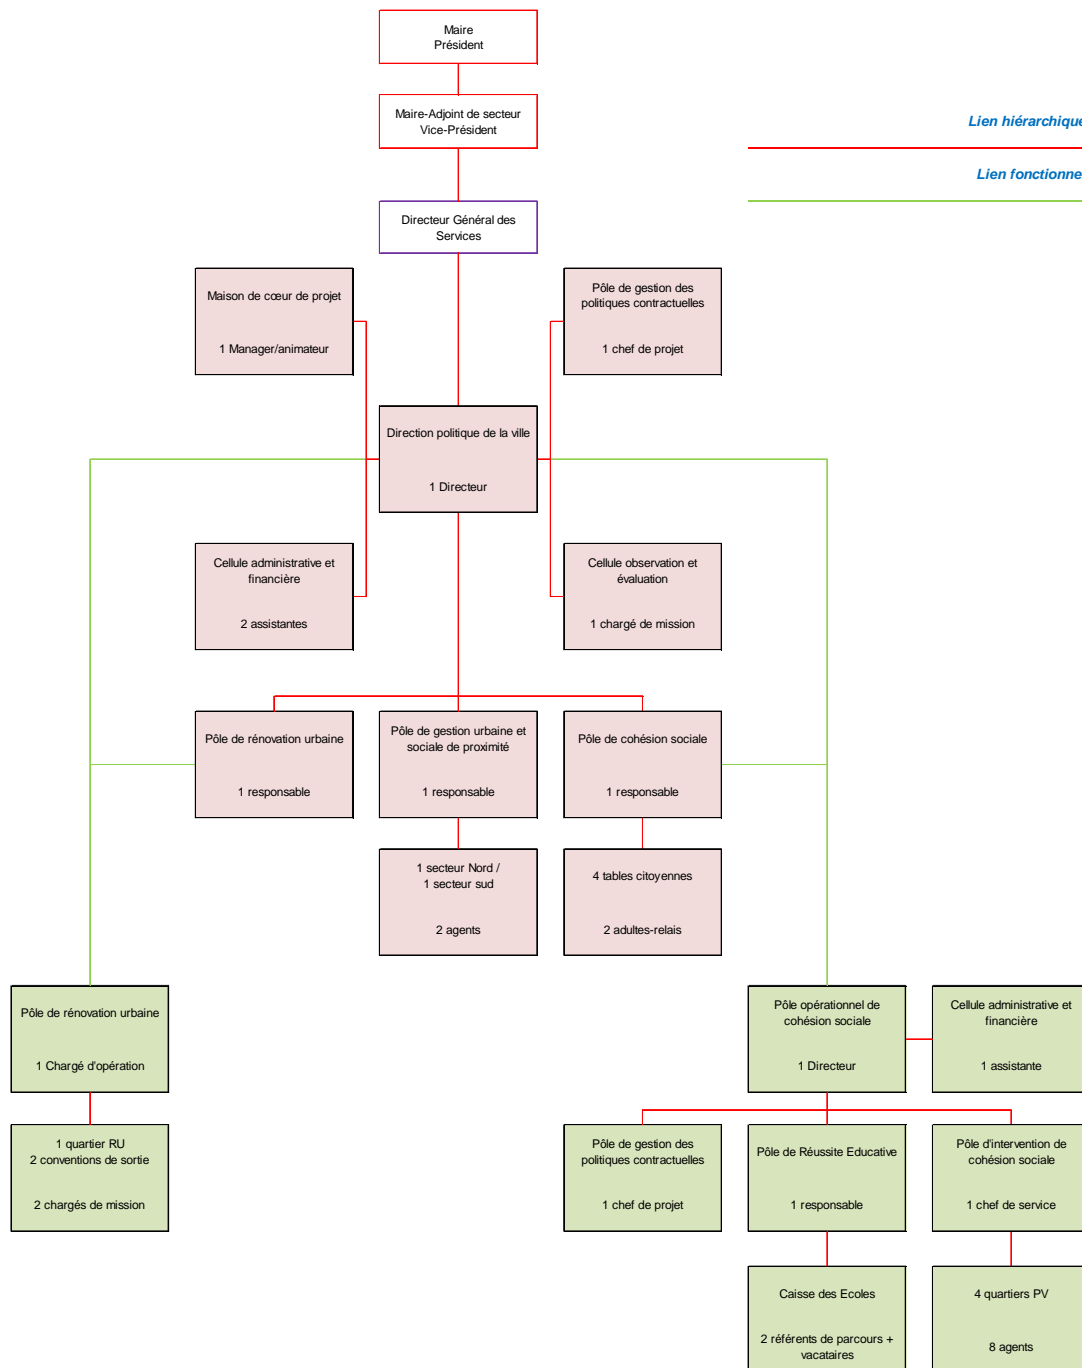 Maire
Président
Maire-Adjoint de secteur
Vice-Président
Lien hiérarchique
Lien fonctionne
Directeur Général des
Services
Maison de cœur de projet
1 Manager/animateur
Pôle de gestion des
politiques contractuelles
1 chef de projet
Direction politique de la ville
1 Directeur
Cellule administrative et
financière
2 assistantes
Cellule observation et
évaluation
1 chargé de mission
Pôle de rénovation urbaine
1 responsable
Pôle de gestion urbaine et
sociale de proximité
1 responsable
Pôle de cohésion sociale
1 responsable
1 secteur Nord /
1 secteur sud
2 agents
4 tables citoyennes
2 adultes-relais
Pôle de rénovation urbaine
1 Chargé d'opération
Pôle opérationnel de
cohésion sociale
1 Directeur
Cellule administrative et
financière
1 assistante
1 quartier RU
2 conventions de sortie
2 chargés de mission
Pôle de gestion des
politiques contractuelles
1 chef de projet
Pôle de Réussite Educative
1 responsable
Pôle d'intervention de
cohésion sociale
1 chef de service
Caisse des Ecoles
2 référents de parcours +
vacataires
4 quartiers PV
8 agents